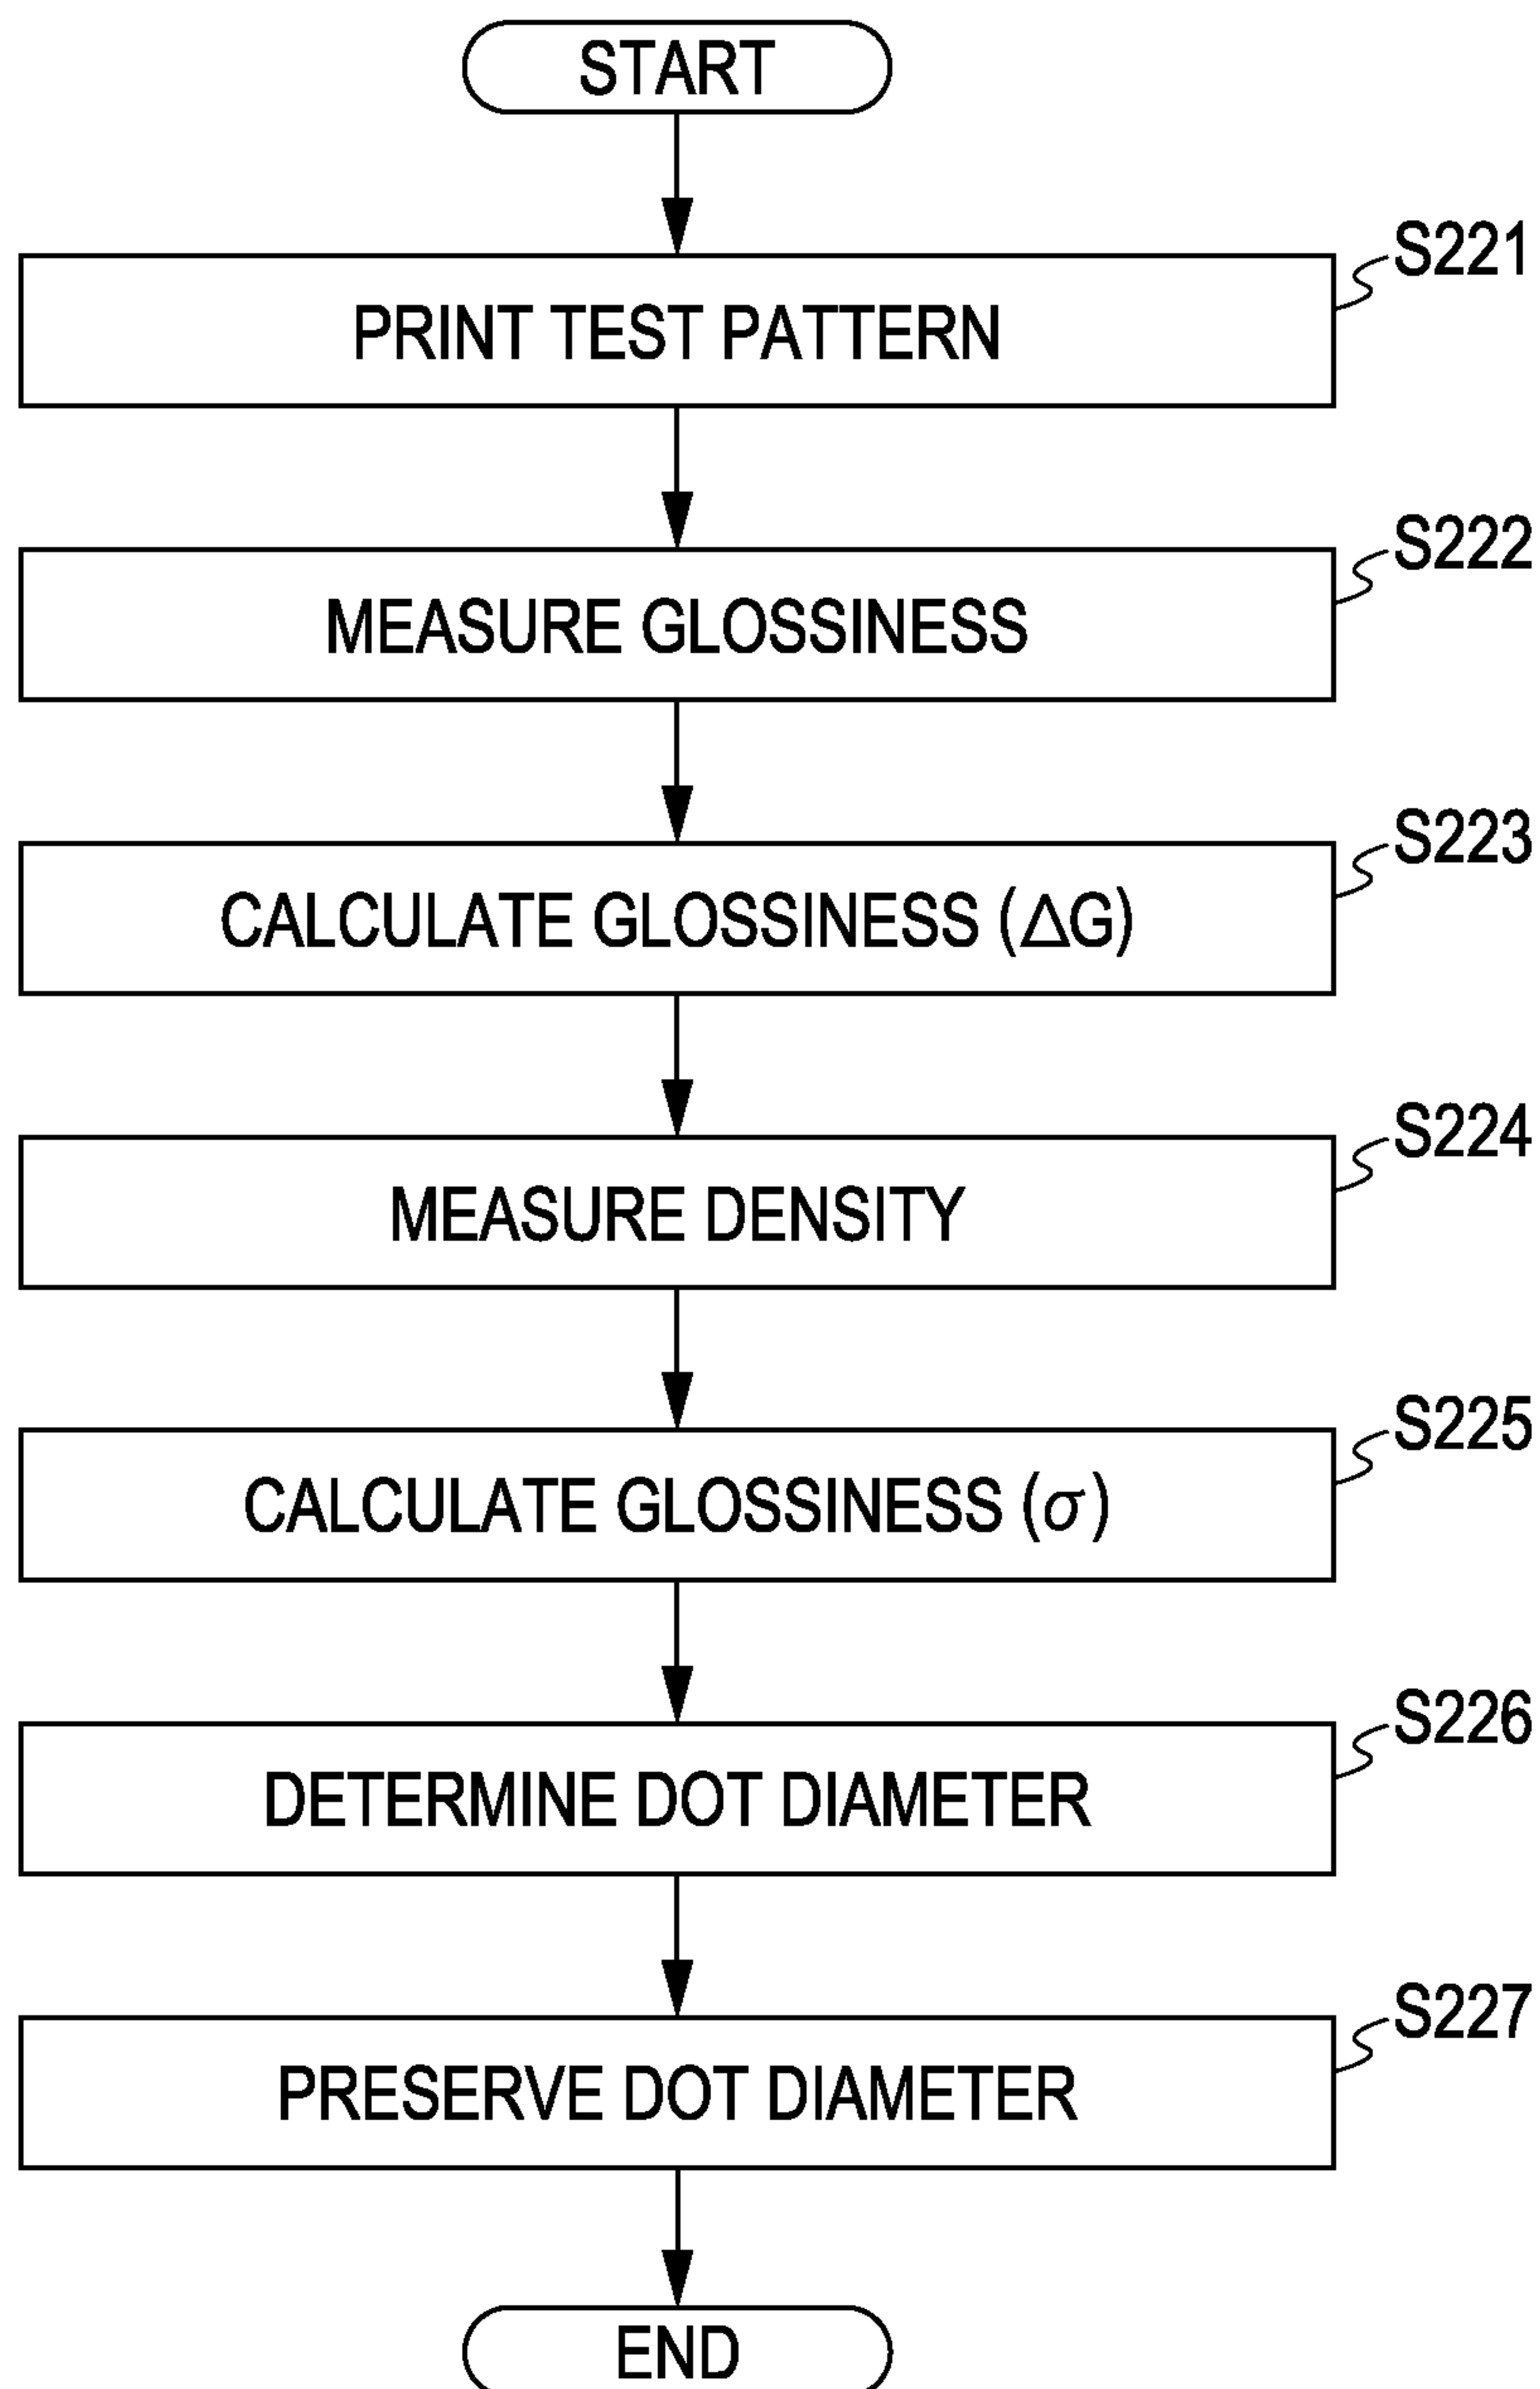 START
S221
PRINT TEST PATTERN
S222
MEASURE GLOSSINESS
S223
CALCULATE GLOSSINESS (ΔG)
S224
MEASURE DENSITY
S225
CALCULATE GLOSSINESS (σ)
S226
DETERMINE DOT DIAMETER
S227
PRESERVE DOT DIAMETER
END